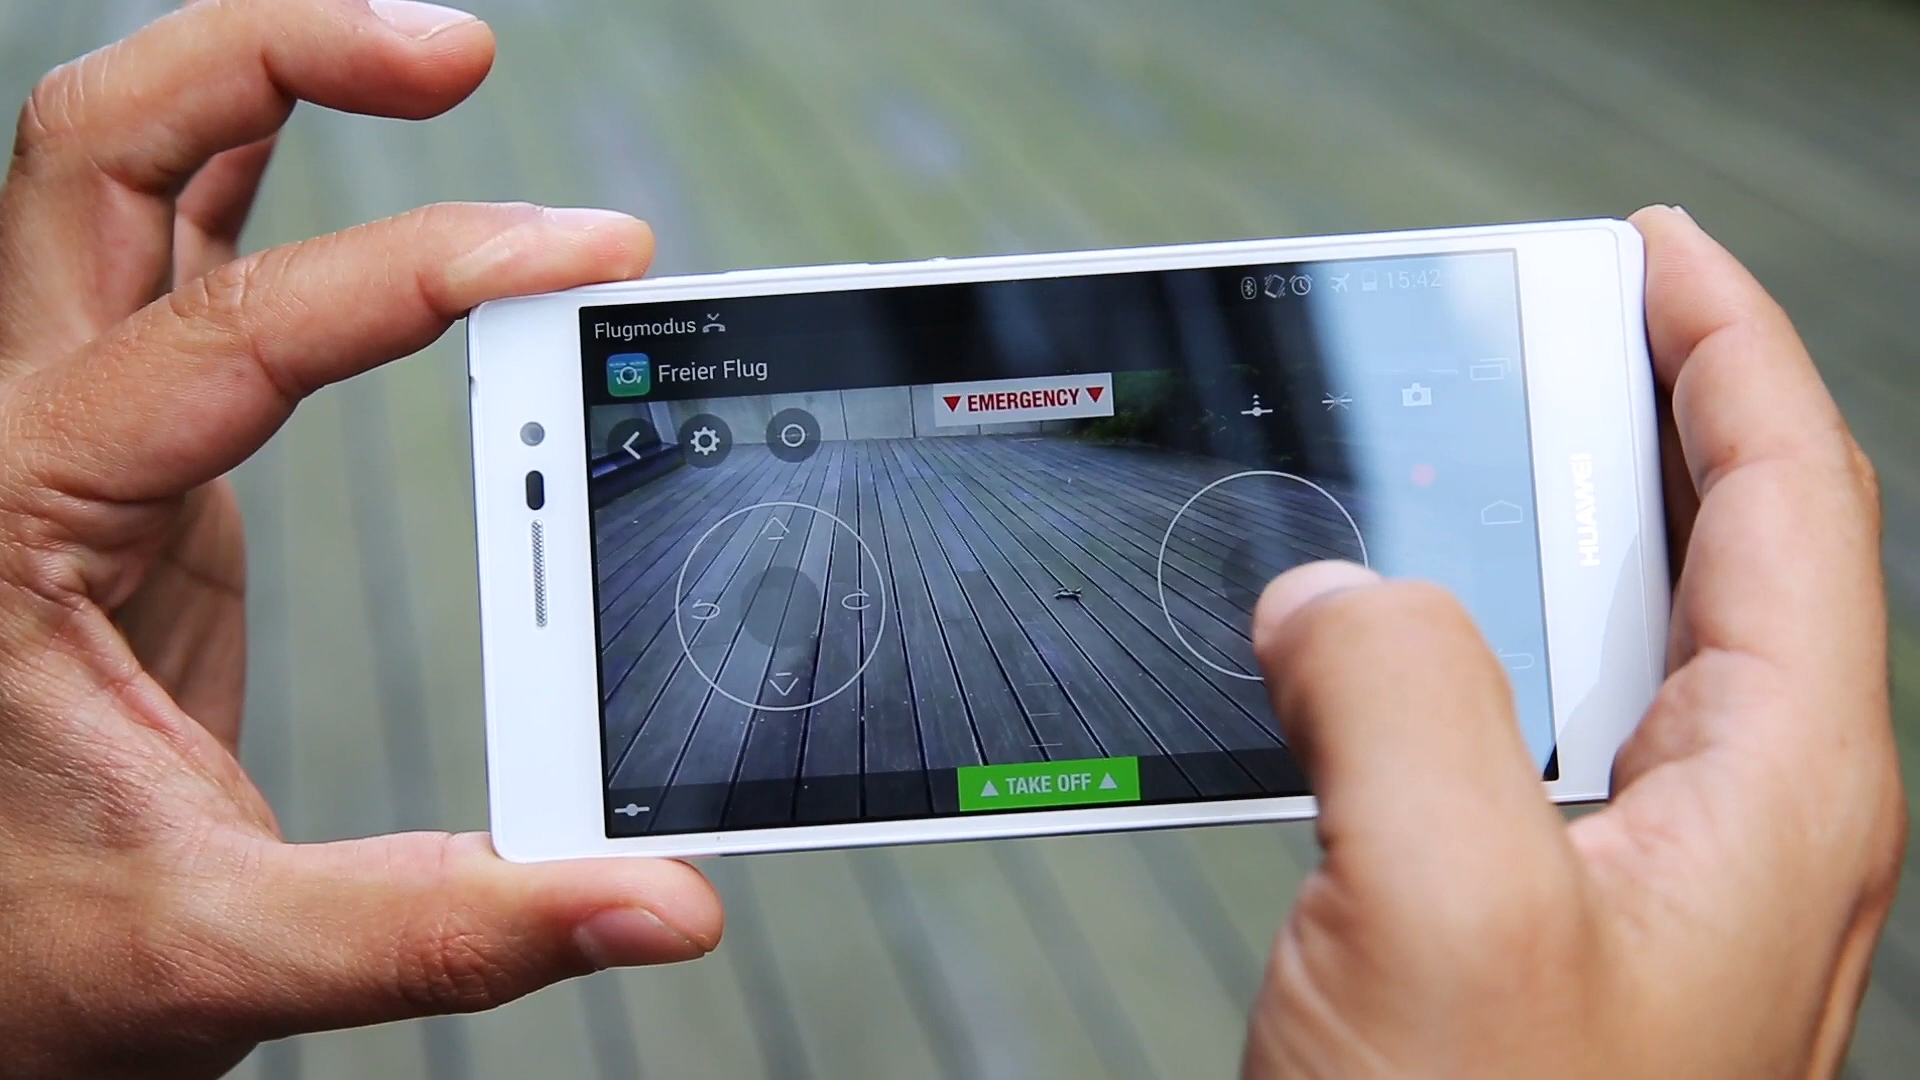 15:42
Flugmodus
Freier Flug
EMERGENCY
HUAWEI
TAKE OFF